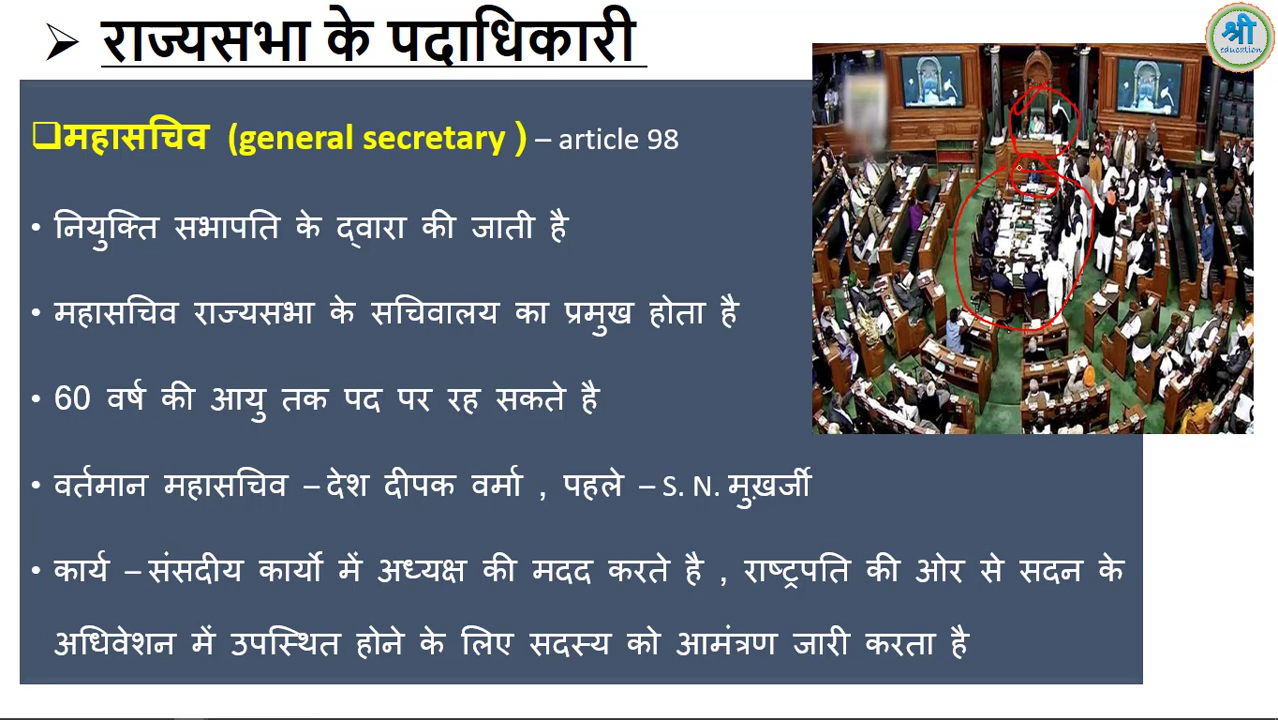 ➢ राज्यसभा के पदाधिकारी
श्री
education
❑महासचिव (general secretary ) – article 98
• नियुक्ति सभापति के द्वारा की जाती है
• महासचिव राज्यसभा के सचिवालय का प्रमुख होता है
• 60 वर्ष की आयु तक पद पर रह सकते है
• वर्तमान महासचिव – देश दीपक वर्मा , पहले – S. N. मुख़र्जी
• कार्य – संसदीय कार्यो में अध्यक्ष की मदद करते है , राष्ट्रपति की ओर से सदन के
अधिवेशन में उपस्थित होने के लिए सदस्य को आमंत्रण जारी करता है